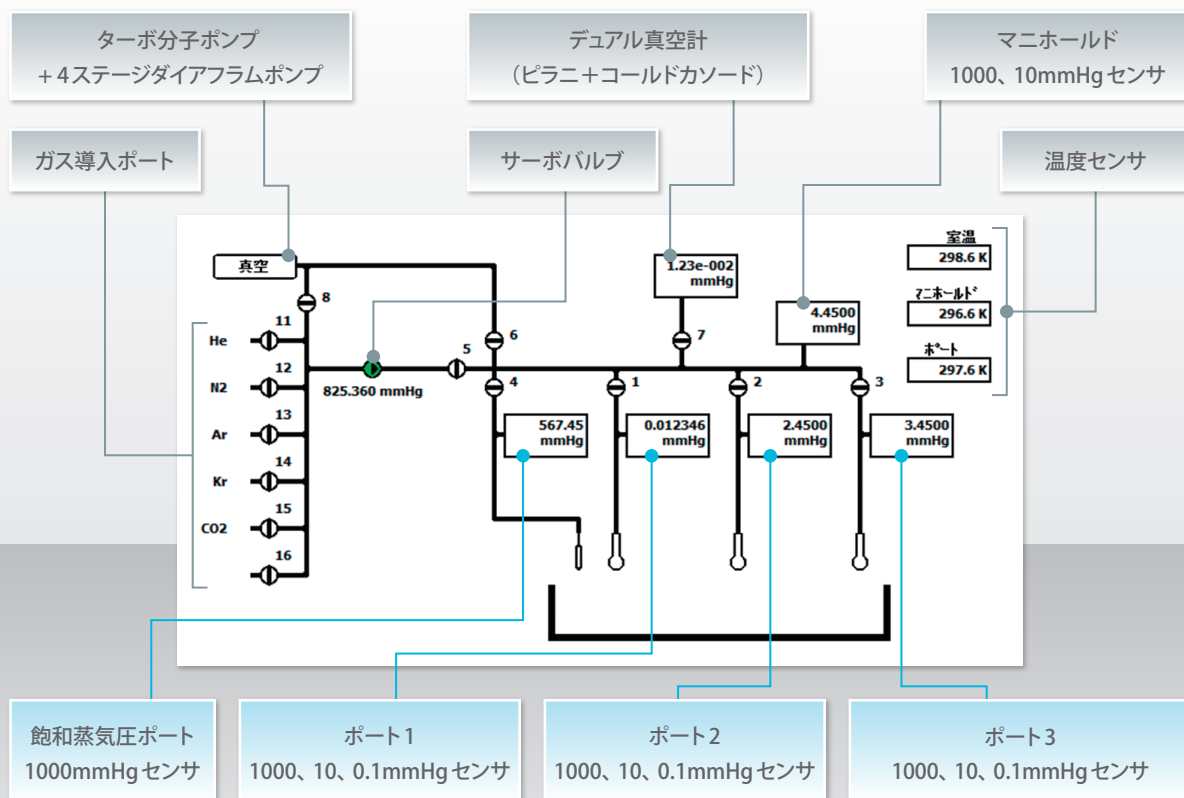 ターボ分子ポンプ
+ 4ステージダイアフラムポンプ
デュアル真空計
(ピラニ+コールドカソード)
マニホールド
1000、10mmHg センサ
ガス導入ポート
サーボバルブ
温度センサ
真空
8
1.23e-002
mmHg
4.4500
mmHg
室温
298.6 K
マニホールド
296.6 K
ポート
297.6 K
He
11
N2
12
Ar
13
Kr
14
CO2
15
16
825.360 mmHg
5
6
7
4
1
2
3
567.45
mmHg
0.012346
mmHg
2.4500
mmHg
3.4500
mmHg
飽和蒸気圧ポート
1000mmHg センサ
ポート1
1000、10、0.1mmHg センサ
ポート2
1000、10、0.1mmHg センサ
ポート3
1000、10、0.1mmHg センサ